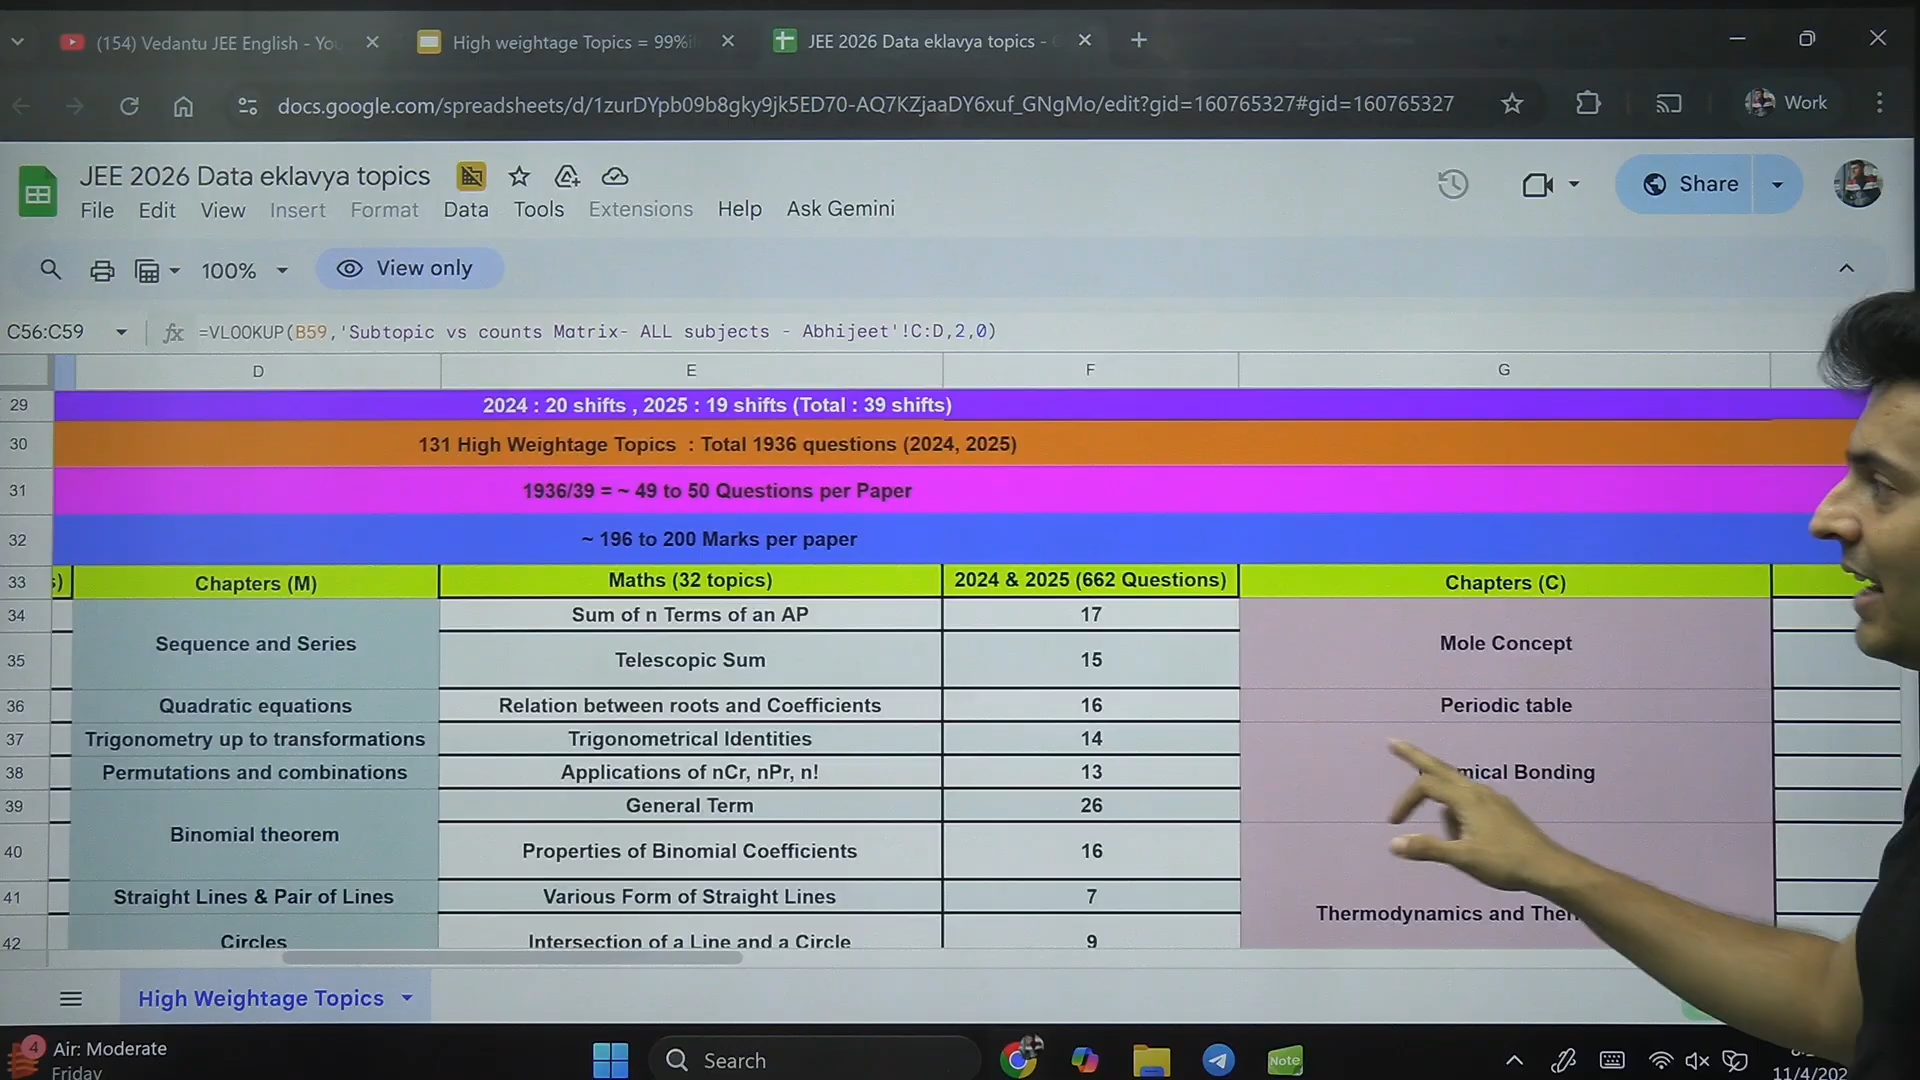 (154) Vedantu JEE English - You
High weightage Topics = 99%i
JEE 2026 Data eklavya topics -
docs.google.com/spreadsheets/d/1zurDYpb09b8gky9jk5ED70-AQ7KZjaaDY6xuf_GNgMo/edit?gid=160765327#gid=160765327
Work
JEE 2026 Data eklavya topics
Share
File Edit View Insert Format Data Tools Extensions Help Ask Gemini
100%
View only
C56:C59
fx =VLOOKUP(B59,'Subtopic vs counts Matrix- ALL subjects - Abhijeet'!C:D,2,0)
D E F G
29 2024 : 20 shifts , 2025 : 19 shifts (Total : 39 shifts)
30 131 High Weightage Topics : Total 1936 questions (2024, 2025)
31 1936/39 = ~ 49 to 50 Questions per Paper
32 ~ 196 to 200 Marks per paper
33 Chapters (M) Maths (32 topics) 2024 & 2025 (662 Questions) Chapters (C)
34 Sum of n Terms of an AP 17
Sequence and Series Mole Concept
35 Telescopic Sum 15
36 Quadratic equations Relation between roots and Coefficients 16 Periodic table
37 Trigonometry up to transformations Trigonometrical Identities 14
38 Permutations and combinations Applications of nCr, nPr, n! 13 mical Bonding
39 General Term 26
Binomial theorem
40 Properties of Binomial Coefficients 16
41 Straight Lines & Pair of Lines Various Form of Straight Lines 7
Thermodynamics and Ther
42 Circles Intersection of a Line and a Circle 9
High Weightage Topics
4
Air: Moderate
Friday
Search
Note
11/4/202